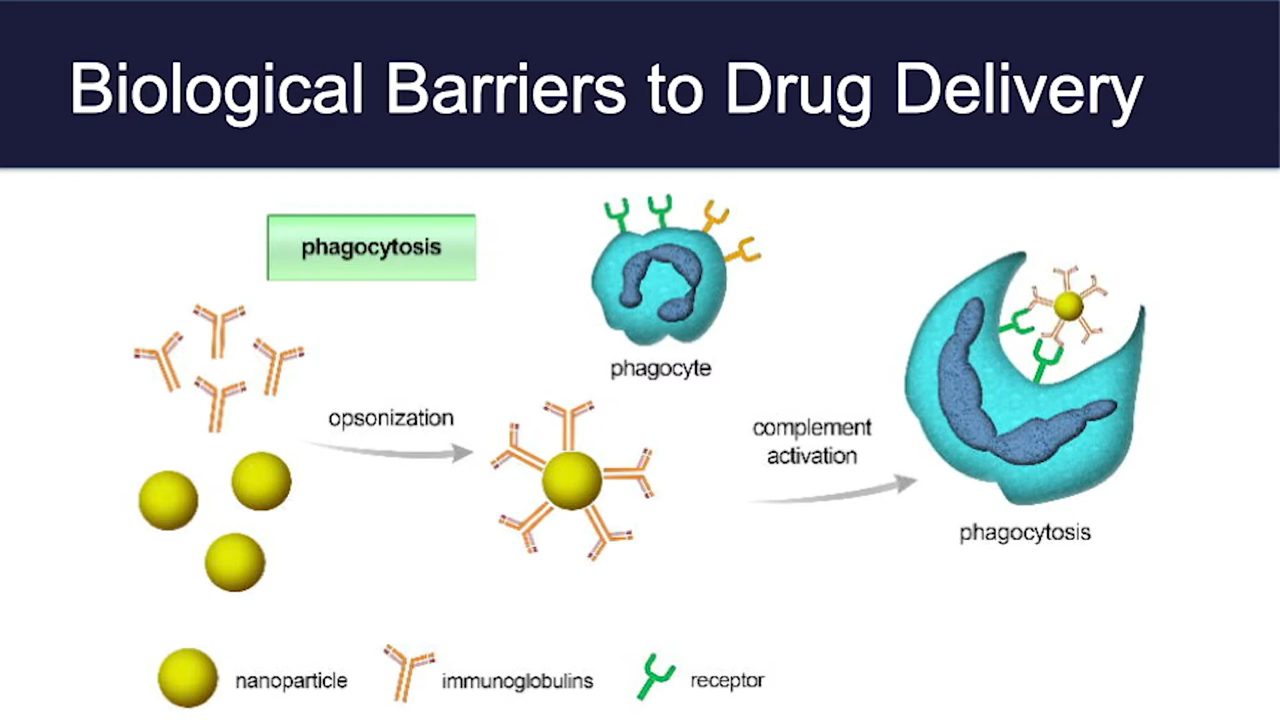 Biological Barriers to Drug Delivery
phagocytosis
phagocyte
opsonization
complement
activation
phagocytosis
nanoparticle
immunoglobulins
receptor